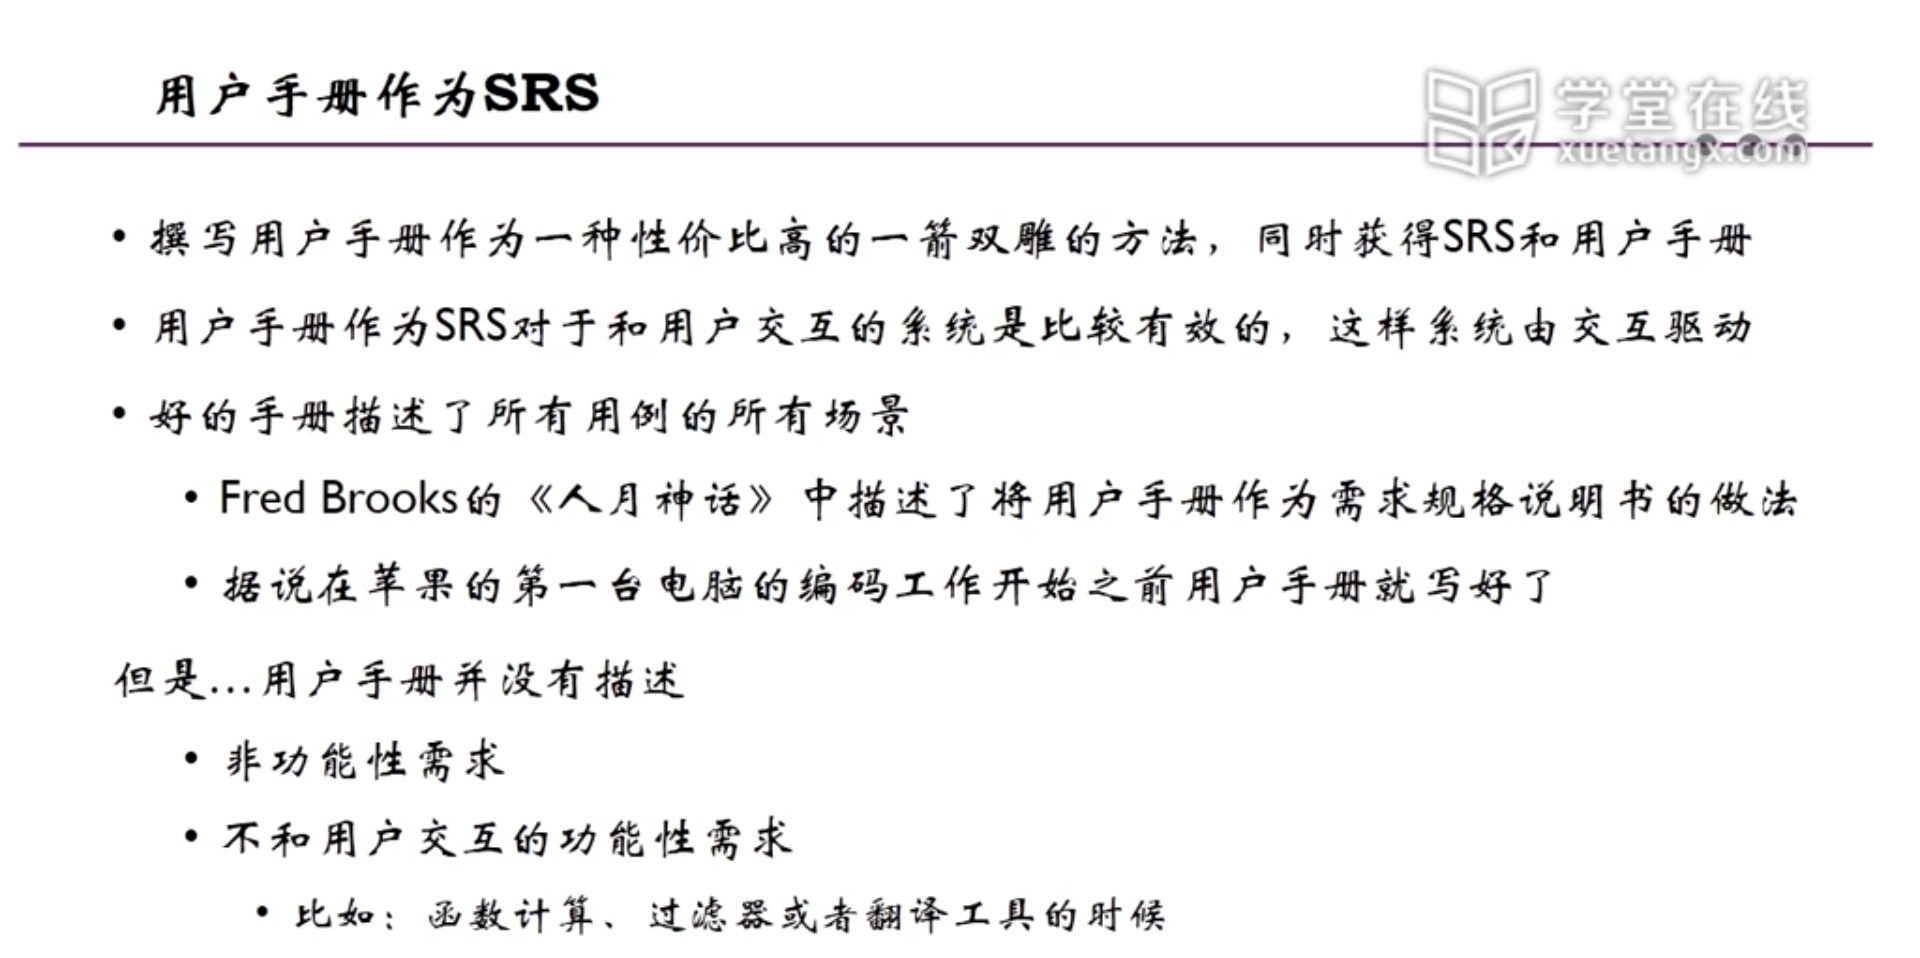 用户手册作为SRS
学堂在线
xuetangx.com
• 撰写用户手册作为一种性价比高的一箭双雕的方法，同时获得SRS和用户手册
• 用户手册作为SRS对于和用户交互的系统是比较有效的，这样系统由交互驱动
• 好的手册描述了所有用例的所有场景
• Fred Brooks的《人月神话》中描述了将用户手册作为需求规格说明书的做法
• 据说在苹果的第一台电脑的编码工作开始之前用户手册就写好了
但是…用户手册并没有描述
• 非功能性需求
• 不和用户交互的功能性需求
• 比如：函数计算、过滤器或者翻译工具的时候